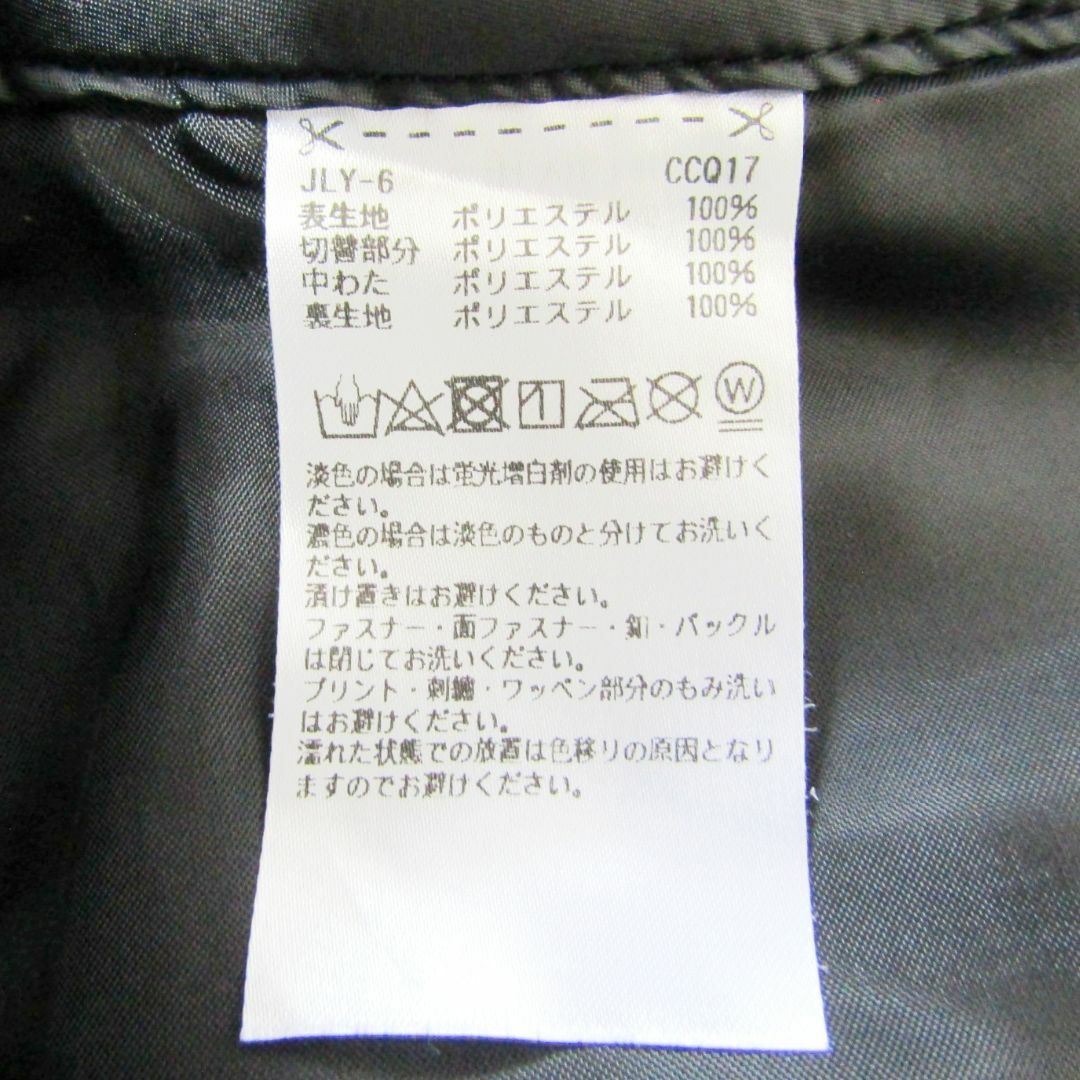 JLY-6 CCQ17
表生地 ポリエステル 100%
切替部分 ポリエステル 100%
中わた ポリエステル 100%
裏生地 ポリエステル 100%
W
淡色の場合は蛍光増白剤の使用はお避けく
ださい。
濃色の場合は淡色のものと分けてお洗いく
ださい。
漬け置きはお避けください。
ファスナー・面ファスナー・釦・バックル
は閉じてお洗いください。
プリント・刺繍・ワッペン部分のもみ洗い
はお避けください。
濡れた状態での放置は色移りの原因となり
ますのでお避けください。